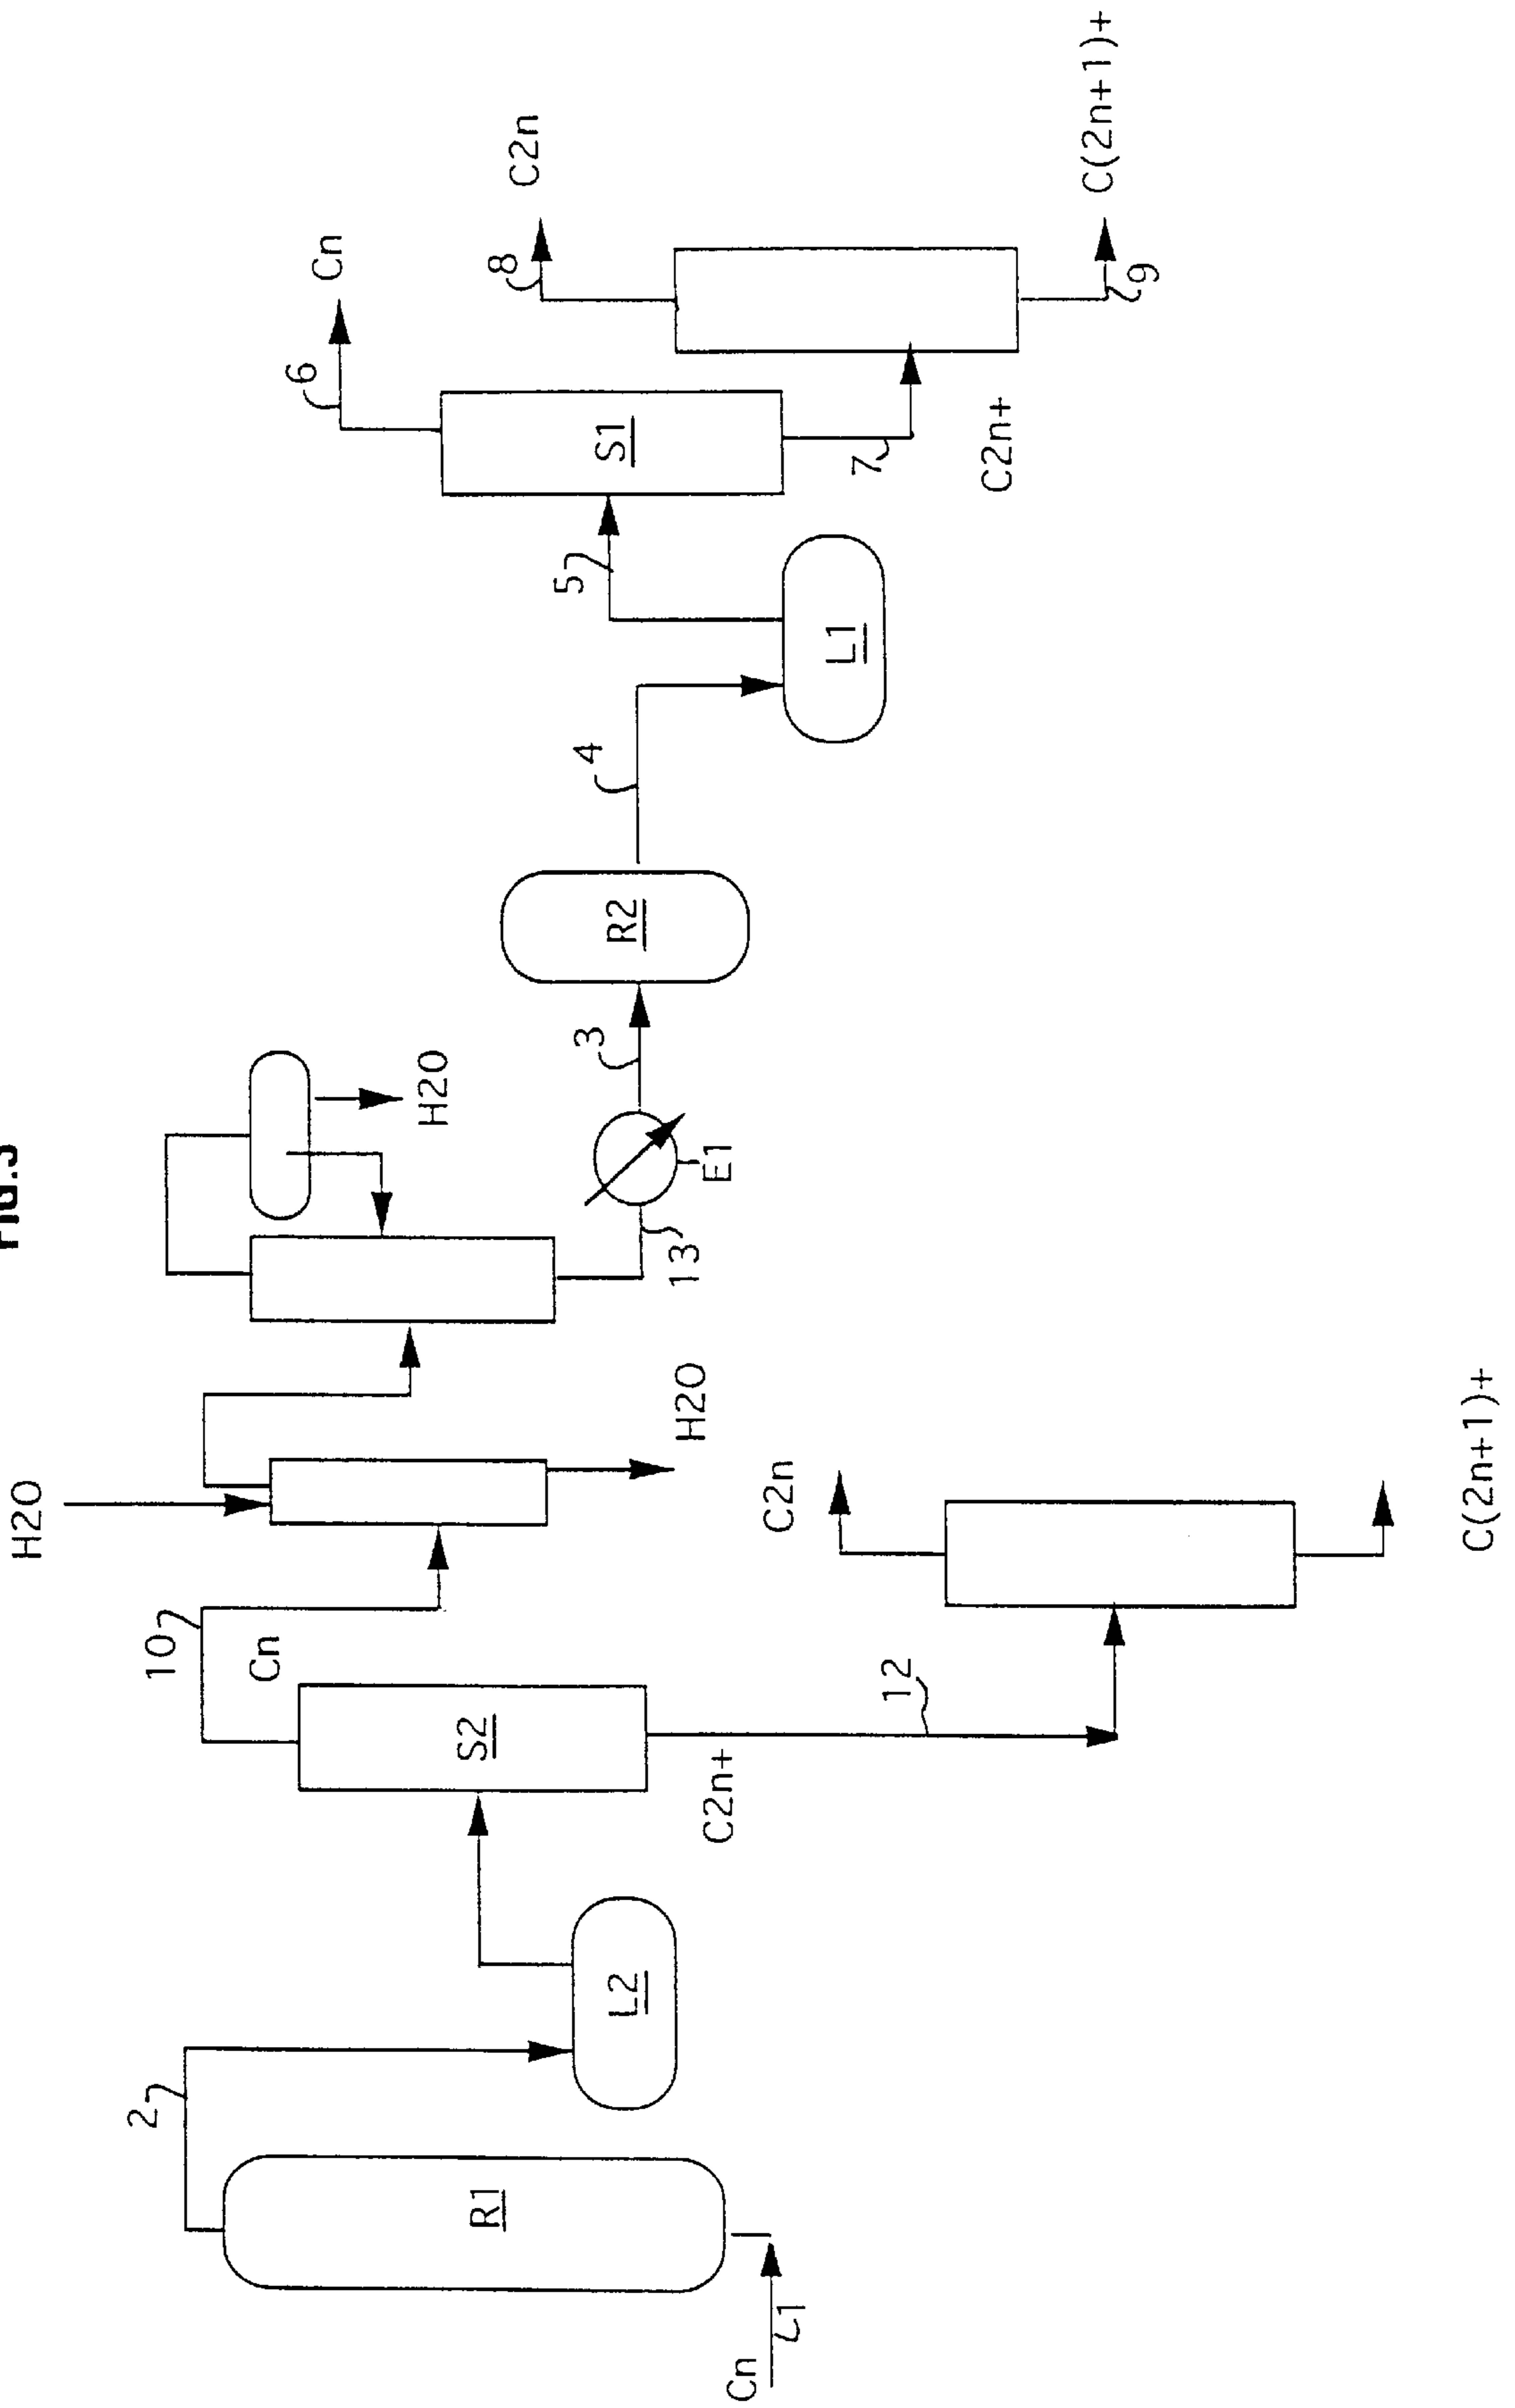 FIG.3
H2O
10
Cn
2
R1
Cn
1
L2
S2
C2n+
12
H2O
C2n
C(2n+1)+
H2O
13
E1
3
R2
4
L1
5
S1
6
Cn
7
C2n+
8
C2n
9
C(2n+1)+